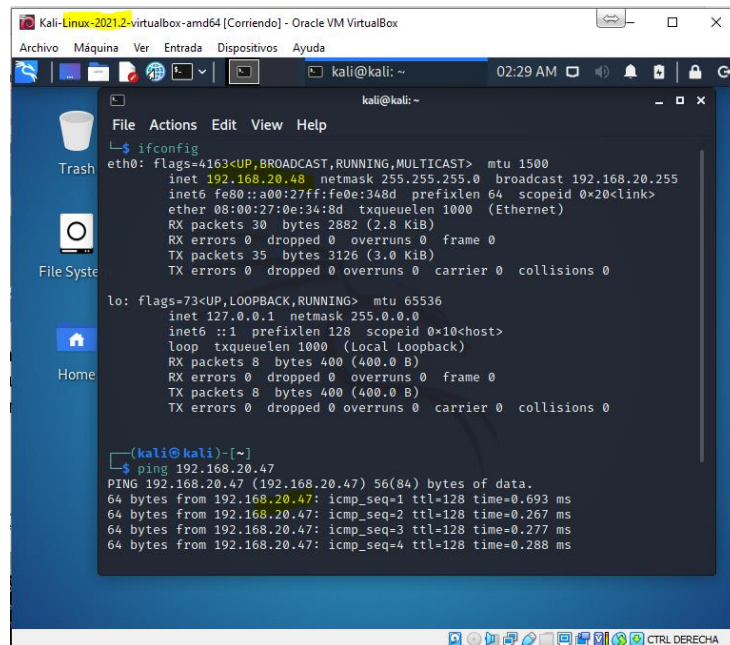 Kali-Linux-2021.2-virtualbox-amd64 [Corriendo] - Oracle VM VirtualBox
Archivo Máquina Ver Entrada Dispositivos Ayuda
kali@kali: ~ 02:29 AM
kali@kali: ~
File Actions Edit View Help
└─$ ifconfig
eth0: flags=4163<UP,BROADCAST,RUNNING,MULTICAST> mtu 1500
inet 192.168.20.48 netmask 255.255.255.0 broadcast 192.168.20.255
inet6 fe80::a00:27ff:fe0e:348d prefixlen 64 scopeid 0×20<link>
ether 08:00:27:0e:34:8d txqueuelen 1000 (Ethernet)
RX packets 30 bytes 2882 (2.8 KiB)
RX errors 0 dropped 0 overruns 0 frame 0
TX packets 35 bytes 3126 (3.0 KiB)
TX errors 0 dropped 0 overruns 0 carrier 0 collisions 0
lo: flags=73<UP,LOOPBACK,RUNNING> mtu 65536
inet 127.0.0.1 netmask 255.0.0.0
inet6 ::1 prefixlen 128 scopeid 0×10<host>
loop txqueuelen 1000 (Local Loopback)
RX packets 8 bytes 400 (400.0 B)
RX errors 0 dropped 0 overruns 0 frame 0
TX packets 8 bytes 400 (400.0 B)
TX errors 0 dropped 0 overruns 0 carrier 0 collisions 0
┌──(kali㉿kali)-[~]
└─$ ping 192.168.20.47
PING 192.168.20.47 (192.168.20.47) 56(84) bytes of data.
64 bytes from 192.168.20.47: icmp_seq=1 ttl=128 time=0.693 ms
64 bytes from 192.168.20.47: icmp_seq=2 ttl=128 time=0.267 ms
64 bytes from 192.168.20.47: icmp_seq=3 ttl=128 time=0.277 ms
64 bytes from 192.168.20.47: icmp_seq=4 ttl=128 time=0.288 ms
Trash
File Syste
Home
CTRL DERECHA